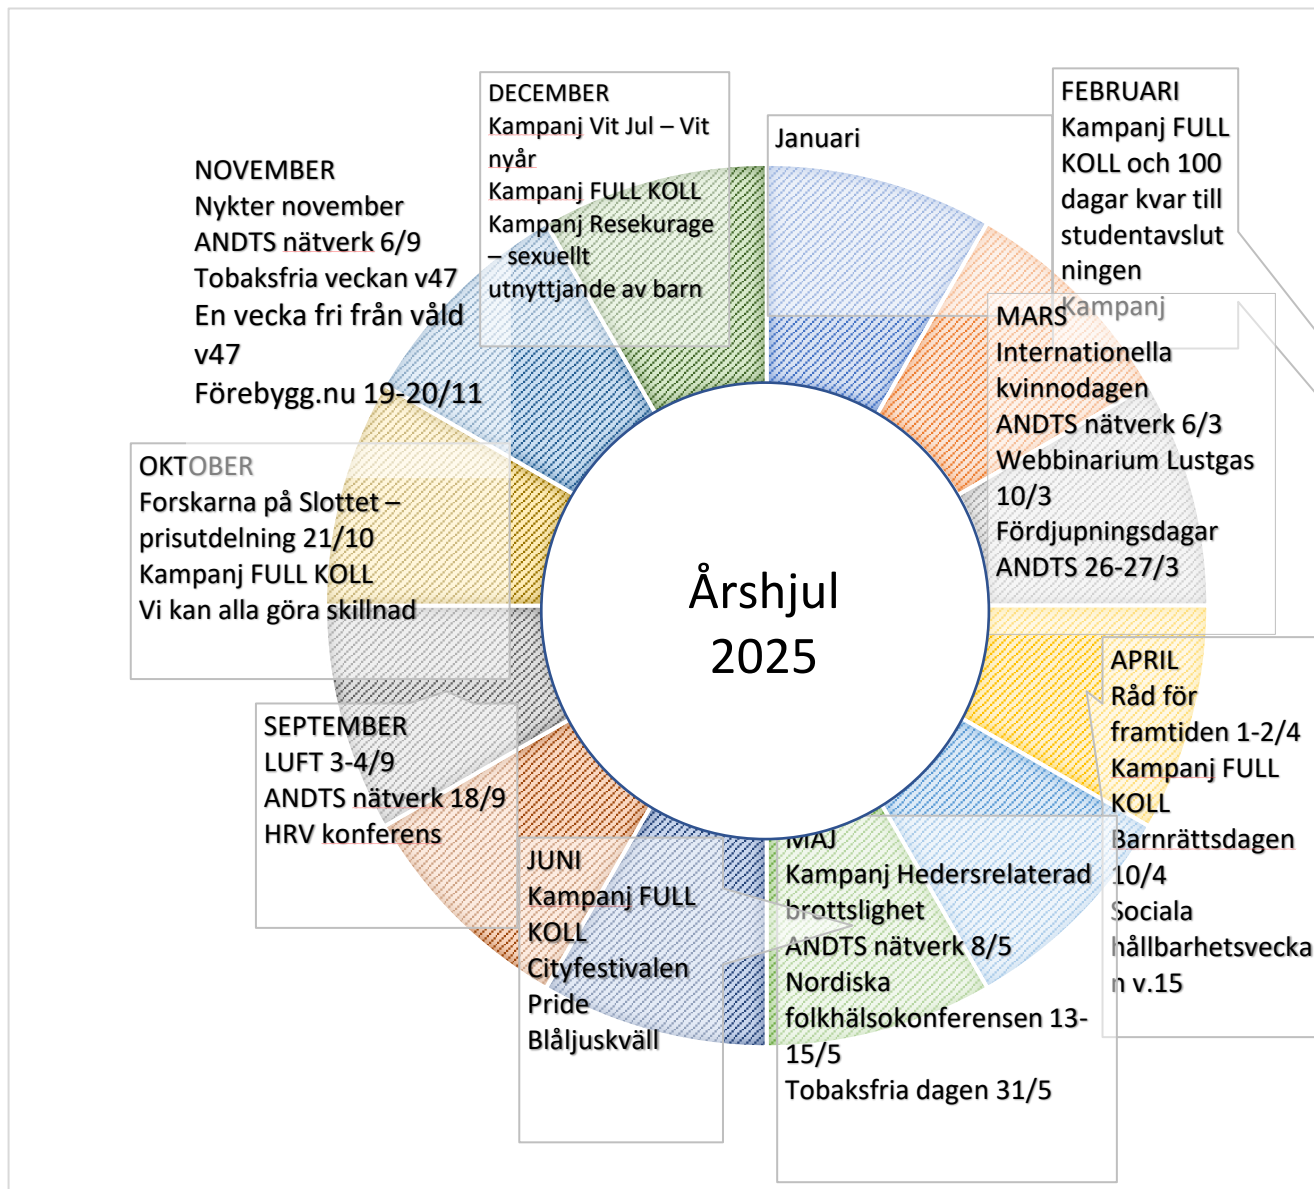 Januari
FEBRUARI
Kampanj FULL
KOLL och 100
dagar kvar till
studentavslut
ningen
Kampanj
MARS
Internationella
kvinnodagen
ANDTS nätverk 6/3
Webbinarium Lustgas
10/3
Fördjupningsdagar
ANDTS 26-27/3
APRIL
Råd för
framtiden 1-2/4
Kampanj FULL
KOLL
Barnrättsdagen
10/4
Sociala
hållbarhetsvecka
n v.15
MAJ
Kampanj Hedersrelaterad
brottslighet
ANDTS nätverk 8/5
Nordiska
folkhälsokonferensen 13-
15/5
Tobaksfria dagen 31/5
JUNI
Kampanj FULL
KOLL
Cityfestivalen
Pride
Blåljuskväll
SEPTEMBER
LUFT 3-4/9
ANDTS nätverk 18/9
HRV konferens
OKTOBER
Forskarna på Slottet –
prisutdelning 21/10
Kampanj FULL KOLL
Vi kan alla göra skillnad
NOVEMBER
Nykter november
ANDTS nätverk 6/9
Tobaksfria veckan v47
En vecka fri från våld
v47
Förebygg.nu 19-20/11
DECEMBER
Kampanj Vit Jul – Vit
nyår
Kampanj FULL KOLL
Kampanj Resekurage
– sexuellt
utnyttjande av barn
Årshjul
2025